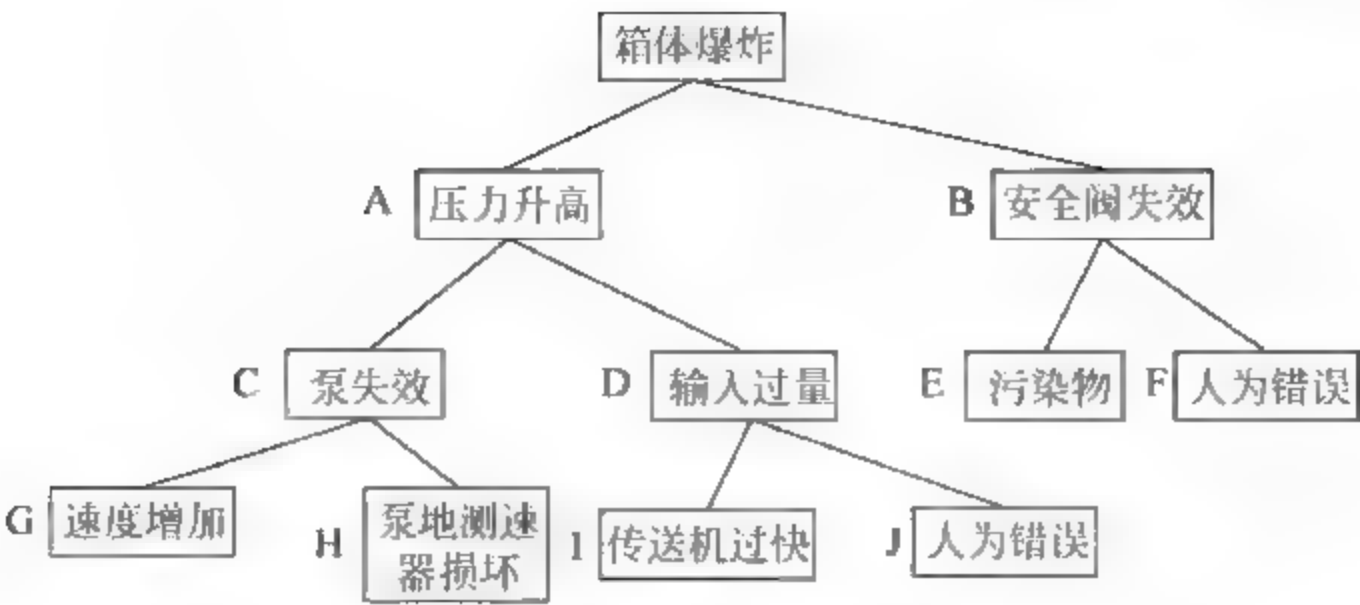 箱体爆炸
A 压力升高
B 安全阀失效
C 泵失效
D 输入过量
E 污染物
F 人为错误
G 速度增加
H 泵地测速
器损坏
I 传送机过快
J 人为错误